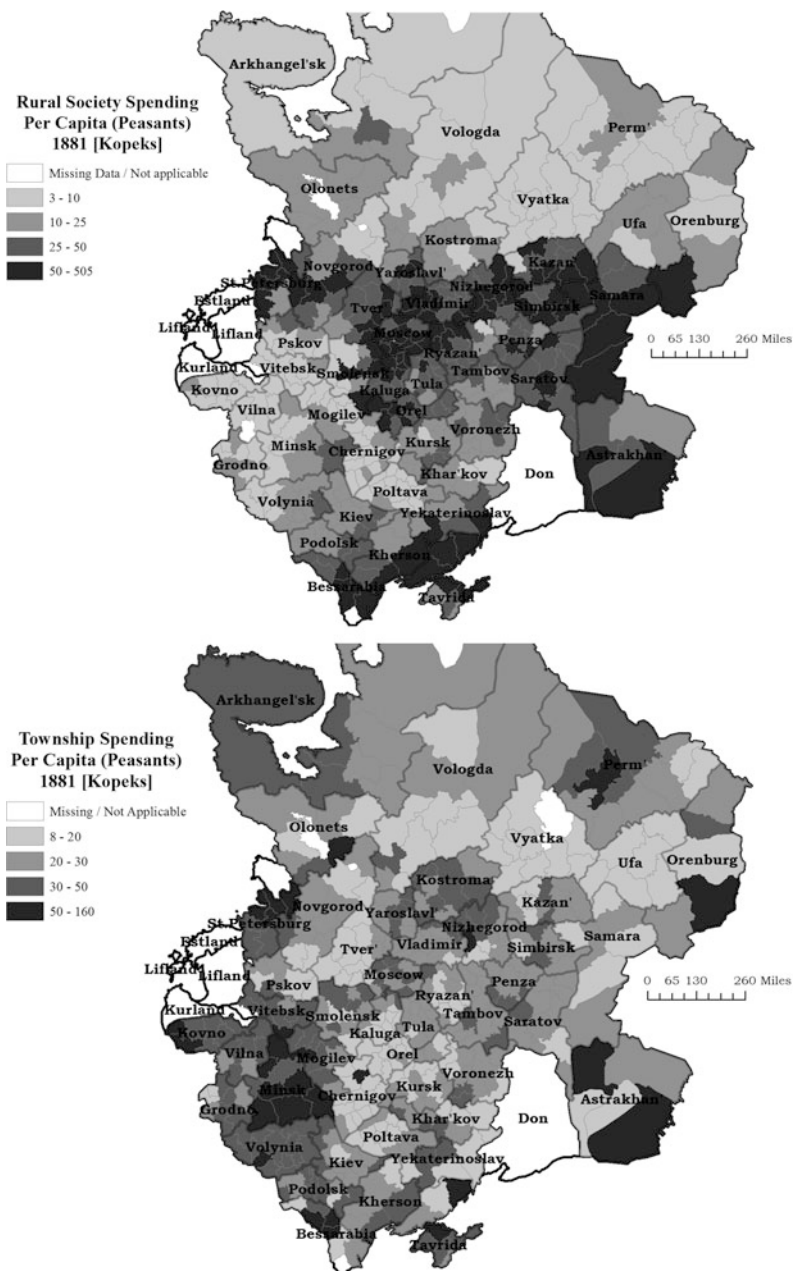 Arkhangel'sk
Rural Society Spending
Per Capita (Peasants)
1881 [Kopeks]
Missing Data / Not applicable
3 - 10
10 - 25
25 - 50
50 - 505
Vologda
Perm'
Olonets
Vyatka
Ufa
Orenburg
Kostroma
Kazan'
Novgorod
Yaroslavl'
Nizhegorod
St.Petersburg
Estland
Tver'
Vladimir
Simbirsk
Samara
Lifland
Lifland
Moscow
Pskov
Ryazan'
Penza
0 65 130 260 Miles
Kurland
Vitebsk
Smolensk
Tula
Tambov
Saratov
Kovno
Kaluga
Vilna
Mogilev
Orel
Minsk
Kursk
Voronezh
Chernigov
Grodno
Khar'kov
Don
Astrakhan'
Volynia
Poltava
Kiev
Yekaterinoslav
Podolsk
Kherson
Bessarabia
Tavrida
Arkhangel'sk
Township Spending
Per Capita (Peasants)
1881 [Kopeks]
Missing / Not Applicable
8 - 20
20 - 30
30 - 50
50 - 160
Vologda
Perm'
Olonets
Vyatka
Ufa
Orenburg
Kostroma
Novgorod
Yaroslavl'
Kazan'
St.Petersburg
Nizhegorod
Estland
Tver'
Vladimir
Simbirsk
Samara
Lifland
Lifland
Moscow
Pskov
Ryazan'
Penza
0 65 130 260 Miles
Kurland
Vitebsk
Smolensk
Tambov
Saratov
Kovno
Kaluga
Tula
Vilna
Mogilev
Orel
Minsk
Kursk
Voronezh
Chernigov
Grodno
Khar'kov
Don
Astrakhan'
Volynia
Poltava
Kiev
Yekaterinoslav
Podolsk
Kherson
Bessarabia
Tavrida